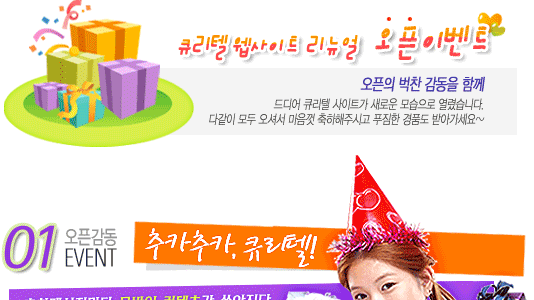 큐리텔 웹사이트 리뉴얼 오픈이벤트
오픈의 벅찬 감동을 함께
드디어 큐리텔 사이트가 새로운 모습으로 열렸습니다.
다같이 모두 오셔서 마음껏 축하해주시고 푸짐한 경품도 받아가세요~
01 오픈감동
EVENT
추카추카, 큐리텔!